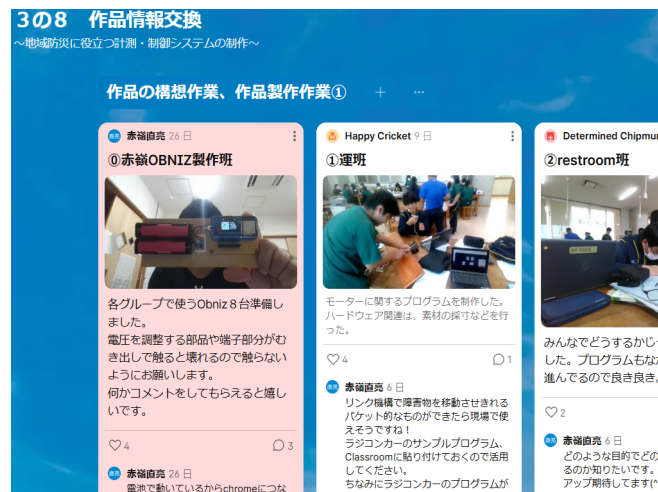 3の8　作品情報交換
～地域防災に役立つ計測・制御システムの制作～
作品の構想作業、作品製作作業①
赤嶺直亮 26 日
⓪赤嶺OBNIZ製作班
各グループで使うObniz８台準備し
ました。
電圧を調整する部品や端子部分がむ
き出しで触ると壊れるので触らない
ようにお願いします。
何かコメントをしてもらえると嬉し
いです。
4
3
赤嶺直亮 26 日
電池で動いているからchromeにつな
Happy Cricket 9 日
①運班
モーターに関するプログラムを制作した。
ハードウェア関連は、素材の採寸などを行
った。
4
1
赤嶺直亮 6 日
リンク機構で障害物を移動させきれる
バケット的なものができたら現場で使
えそうですね！
ラジコンカーのサンプルプログラム、
Classroomに貼り付けておくので活用
してください。
ちなみにラジコンカーのプログラムが
Determined Chipmu
②restroom班
みんなでどうするかじ
した。プログラムもな
進んでるので良き良き。
2
赤嶺直亮 6 日
どのような目的でどの
るのか知りたいです。
アップ期待してます(^